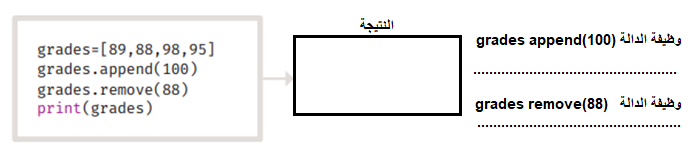 grades=[89,88,98,95]
grades.append(100)
grades.remove(88)
print(grades)
النتيجة
وظيفة الدالة grades append(100)
................................................
وظيفة الدالة grades remove(88)
................................................